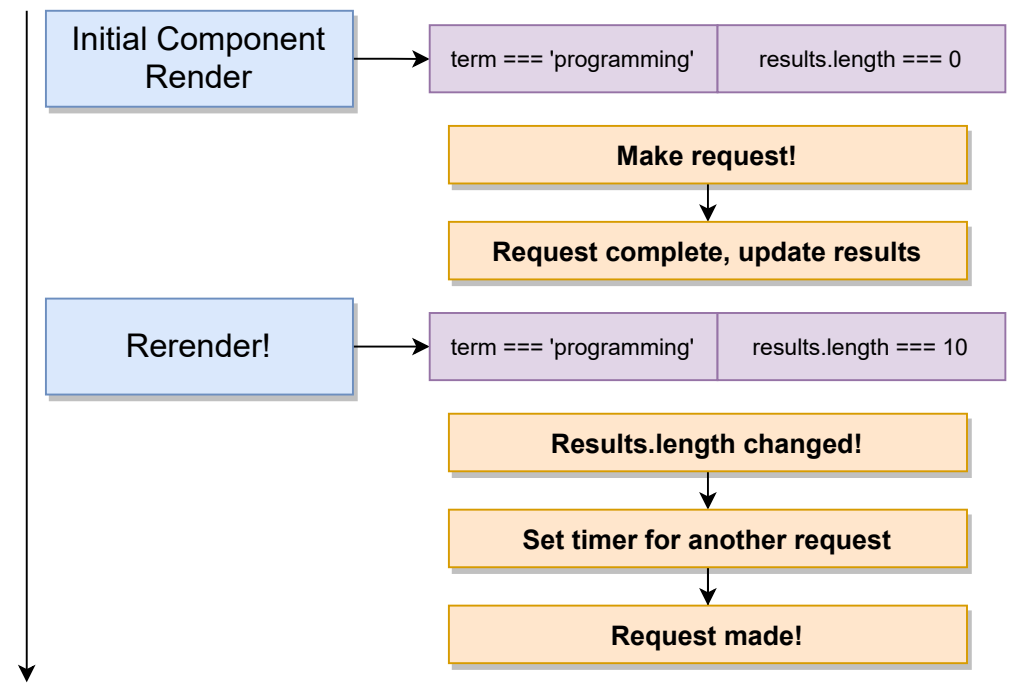 Initial Component
Render
term === 'programming'
results.length === 0
Make request!
Request complete, update results
Rerender!
term === 'programming'
results.length === 10
Results.length changed!
Set timer for another request
Request made!